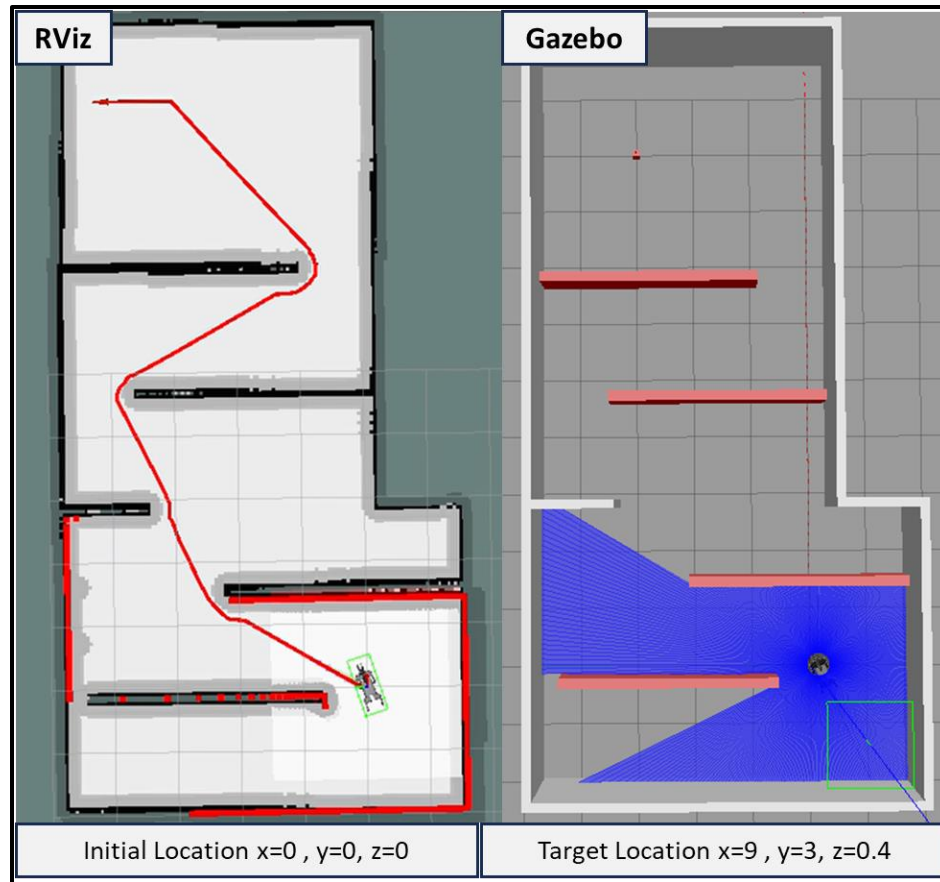 RViz
Gazebo
Initial Location x=0 , y=0, z=0
Target Location x=9 , y=3, z=0.4